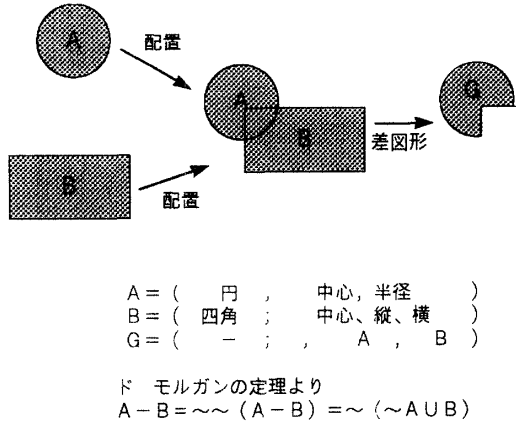 A
配置
A
B
G
差図形
B
配置
A = ( 円 , 中心, 半径 )
B = ( 四角 ; 中心、縦、横 )
G = ( － ; , A , B )
ド モルガンの定理より
A－B = ～～ (A－B) = ～ (～A∪B)